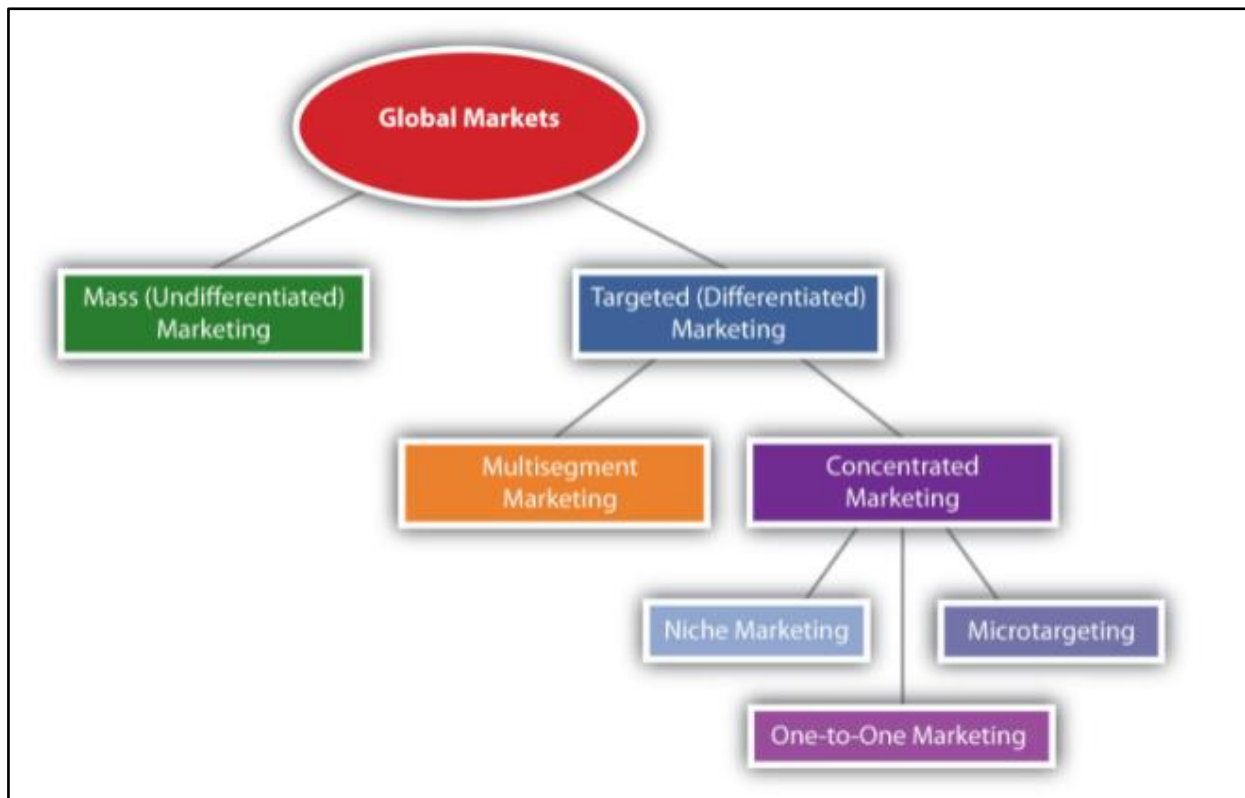 Global Markets
Mass (Undifferentiated)
Marketing
Targeted (Differentiated)
Marketing
Multisegment
Marketing
Concentrated
Marketing
Niche Marketing
Microtargeting
One-to-One Marketing